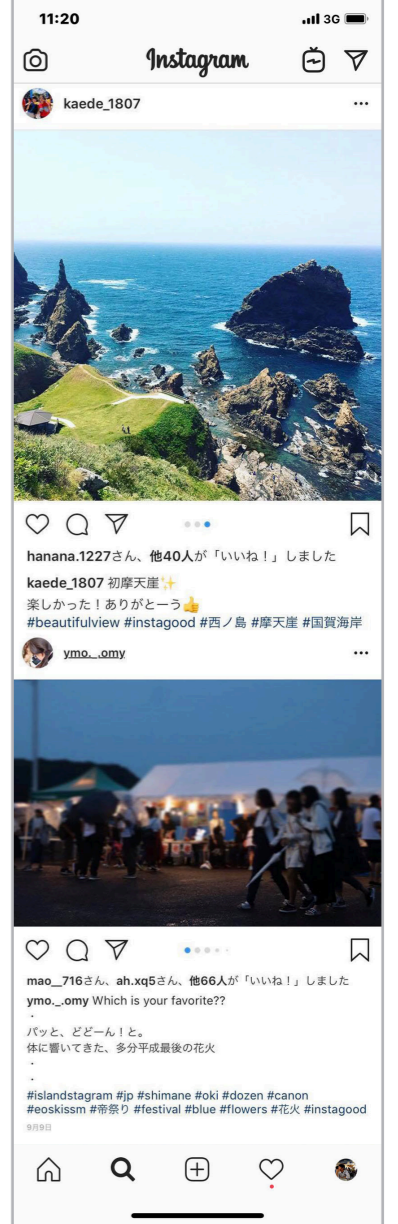 11:20
3G
Instagram
kaede_1807
hanana.1227さん、他40人が「いいね！」しました
kaede_1807 初摩天崖✨
楽しかった！ありがとーう👍
#beautifulview #instagood #西ノ島 #摩天崖 #国賀海岸
ymo._.omy
mao__716さん、ah.xq5さん、他66人が「いいね！」しました
ymo._.omy Which is your favorite??
・
パッと、どどーん！と。
体に響いてきた、多分平成最後の花火
・
・
#islandstagram #jp #shimane #oki #dozen #canon
#eoskissm #帝祭り #festival #blue #flowers #花火 #instagood
9月9日